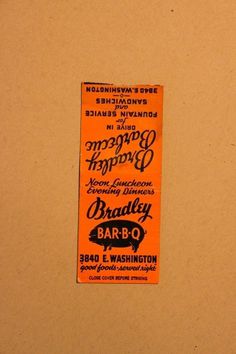 3840 E. WASHINGTON
SANDWICHES
and
FOUNTAIN SERVICE
for
DRIVE IN
Bradley
Barbecue
Noon Luncheon
Evening Dinners
Bradley
BAR-B-Q
3840 E. WASHINGTON
good foods-served right
CLOSE COVER BEFORE STRIKING